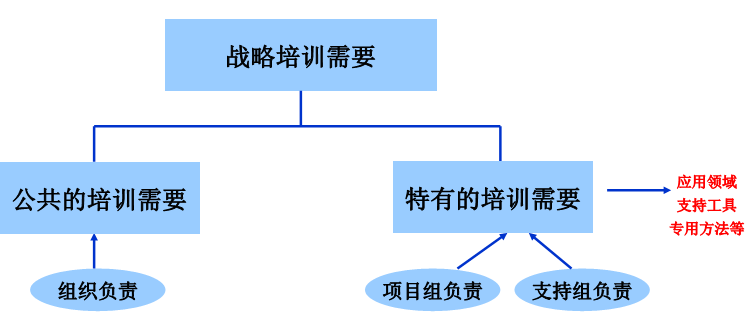 战略培训需要
公共的培训需要
特有的培训需要
应用领域
支持工具
专用方法等
组织负责
项目组负责
支持组负责